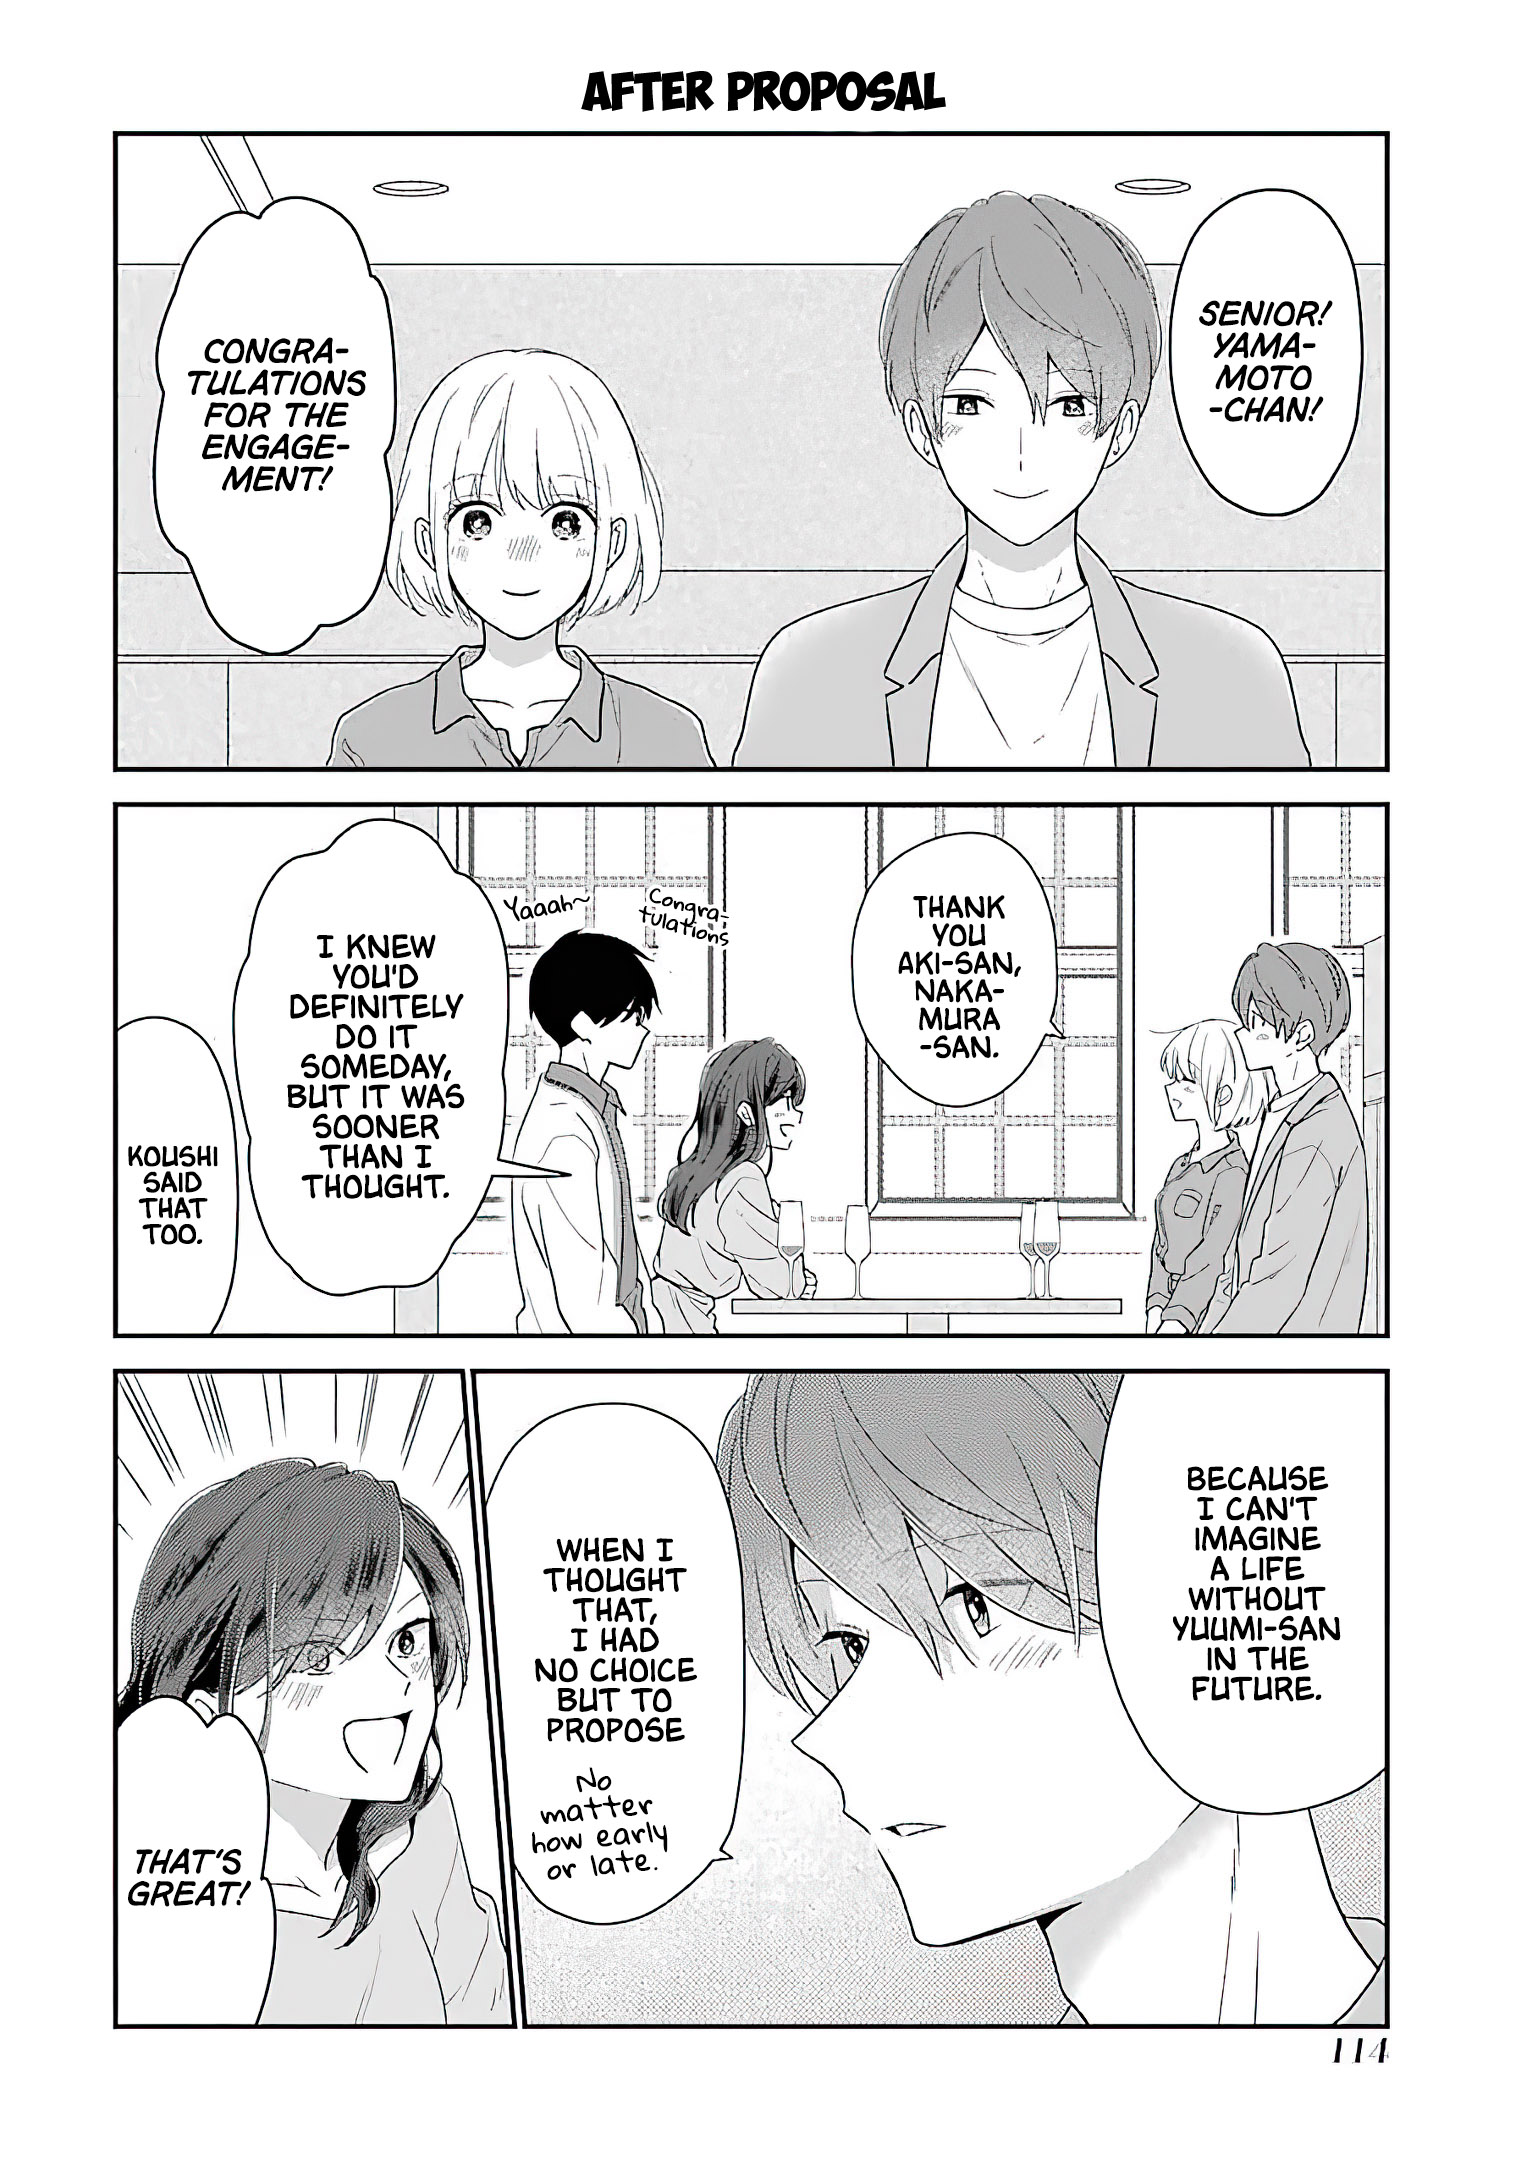 AFTER PROPOSAL
SENIOR!
YAMA-
MOTO
-CHAN!
CONGRA-
TULATIONS
FOR THE
ENGAGE-
MENT!
THANK
YOU
AKI-SAN,
NAKA-
MURA
-SAN.
Congra-
tulations
Yaaah~
I KNEW
YOU'D
DEFINITELY
DO IT
SOMEDAY,
BUT IT WAS
SOONER
THAN I
THOUGHT.
KOUSHI
SAID
THAT
TOO.
BECAUSE
I CAN'T
IMAGINE
A LIFE
WITHOUT
YUUMI-SAN
IN THE
FUTURE.
WHEN I
THOUGHT
THAT,
I HAD
NO CHOICE
BUT TO
PROPOSE
No
matter
how early
or late.
THAT'S
GREAT!
114